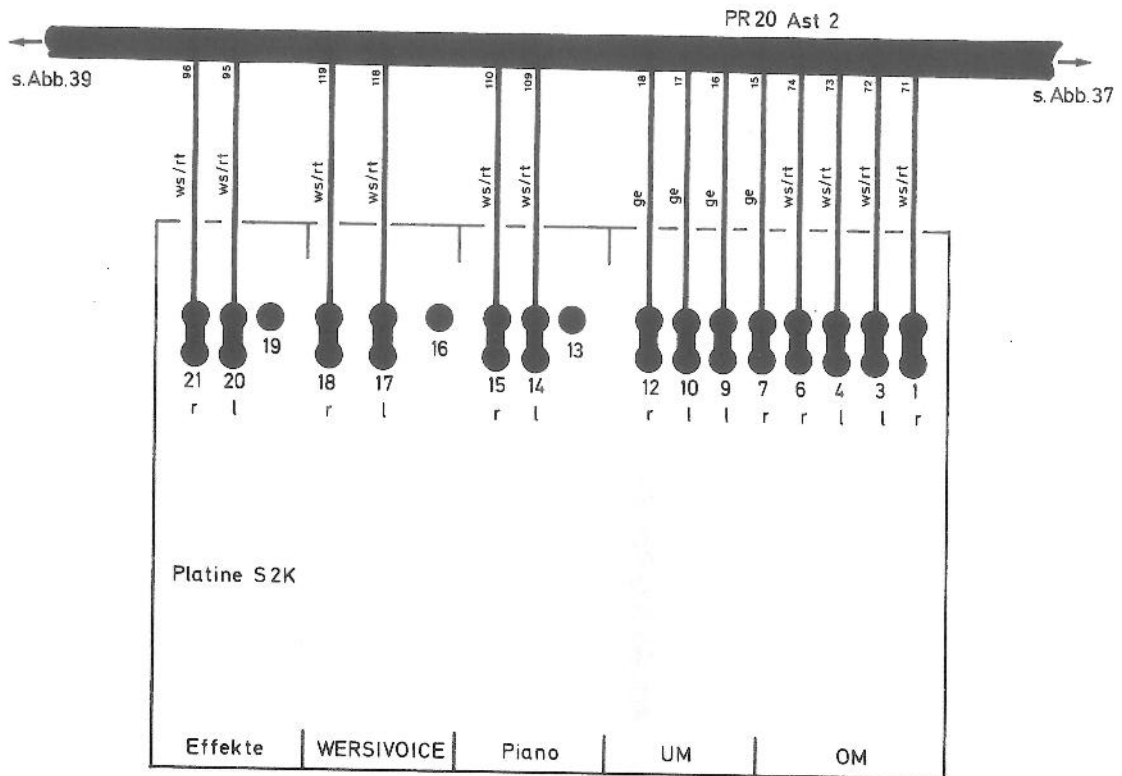 PR 20 Ast 2
s.Abb.39
s.Abb.37
96 95 119 118 110 109 18 17 16 15 74 73 72 71
ws/rt ws/rt ws/rt ws/rt ws/rt ws/rt ge ge ge ge ws/rt ws/rt ws/rt ws/rt
19 16 13
21 20 18 17 15 14 12 10 9 7 6 4 3 1
r l r l r l r l l r r l l r
Platine S2K
Effekte WERSIVOICE Piano UM OM